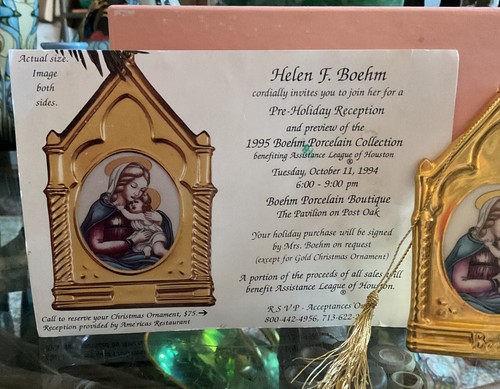 Actual size.
Image
both
sides.
Helen F. Boehm
cordially invites you to join her for a
Pre-Holiday Reception
and preview of the
1995 Boehm Porcelain Collection
benefiting Assistance League of Houston
®
Tuesday, October 11, 1994
6:00 - 9:00 pm
Boehm Porcelain Boutique
The Pavilion on Post Oak
Your holiday purchase will be signed
by Mrs. Boehm on request
(except for Gold Christmas Ornament)
A portion of the proceeds of all sales will
benefit Assistance League of Houston.
®
R S V P · Acceptances On
800-442-4956, 713-622-2
Call to reserve your Christmas Ornament, $75.→
Reception provided by Américas Restaurant